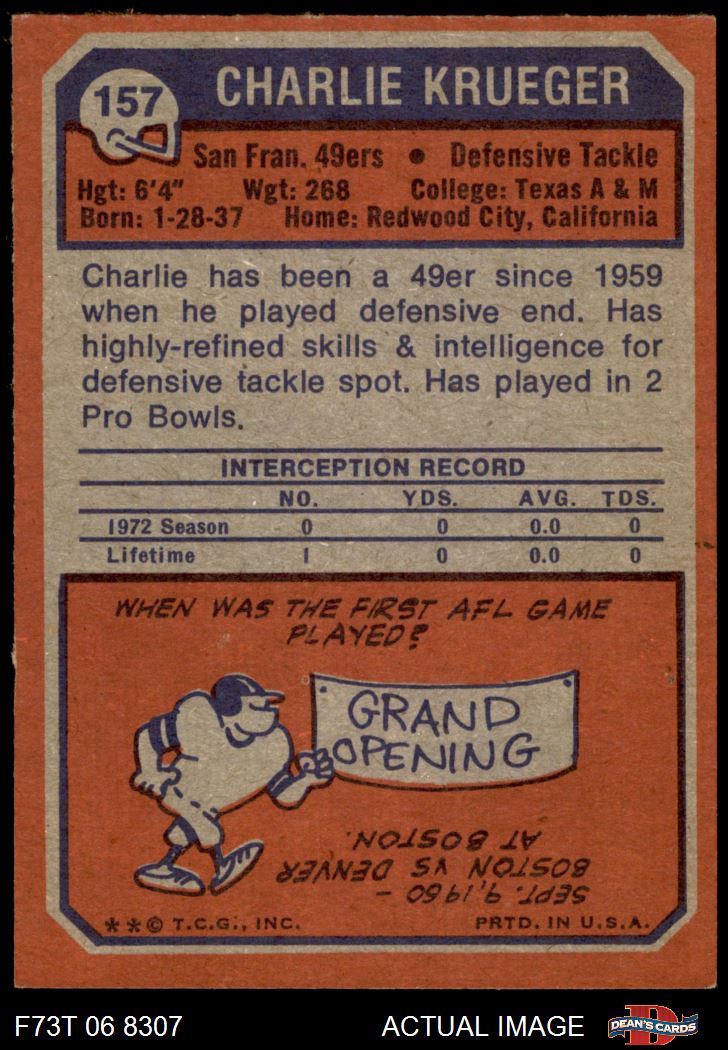 157
CHARLIE KRUEGER
San Fran. 49ers • Defensive Tackle
Hgt: 6'4" Wgt: 268 College: Texas A & M
Born: 1-28-37 Home: Redwood City, California
Charlie has been a 49er since 1959
when he played defensive end. Has
highly-refined skills & intelligence for
defensive tackle spot. Has played in 2
Pro Bowls.
INTERCEPTION RECORD
NO. YDS. AVG. TDS.
1972 Season 0 0 0.0 0
Lifetime 1 0 0.0 0
WHEN WAS THE FIRST AFL GAME
PLAYED?
GRAND
OPENING
SEPT. 9, 1960 –
BOSTON VS DENVER
AT BOSTON.
* * © T.C.G., INC. PRTD. IN U.S.A.
F73T 06 8307 ACTUAL IMAGE
D
DEAN'S CARDS